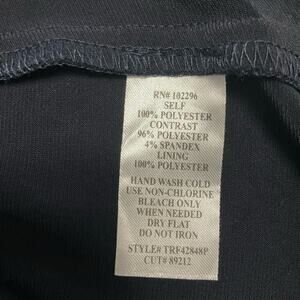 RN# 102296
SELF
100% POLYESTER
CONTRAST
96% POLYESTER
4% SPANDEX
LINING
100% POLYESTER
HAND WASH COLD
USE NON-CHLORINE
BLEACH ONLY
WHEN NEEDED
DRY FLAT
DO NOT IRON
STYLE# TRF42848P
CUT# 89212